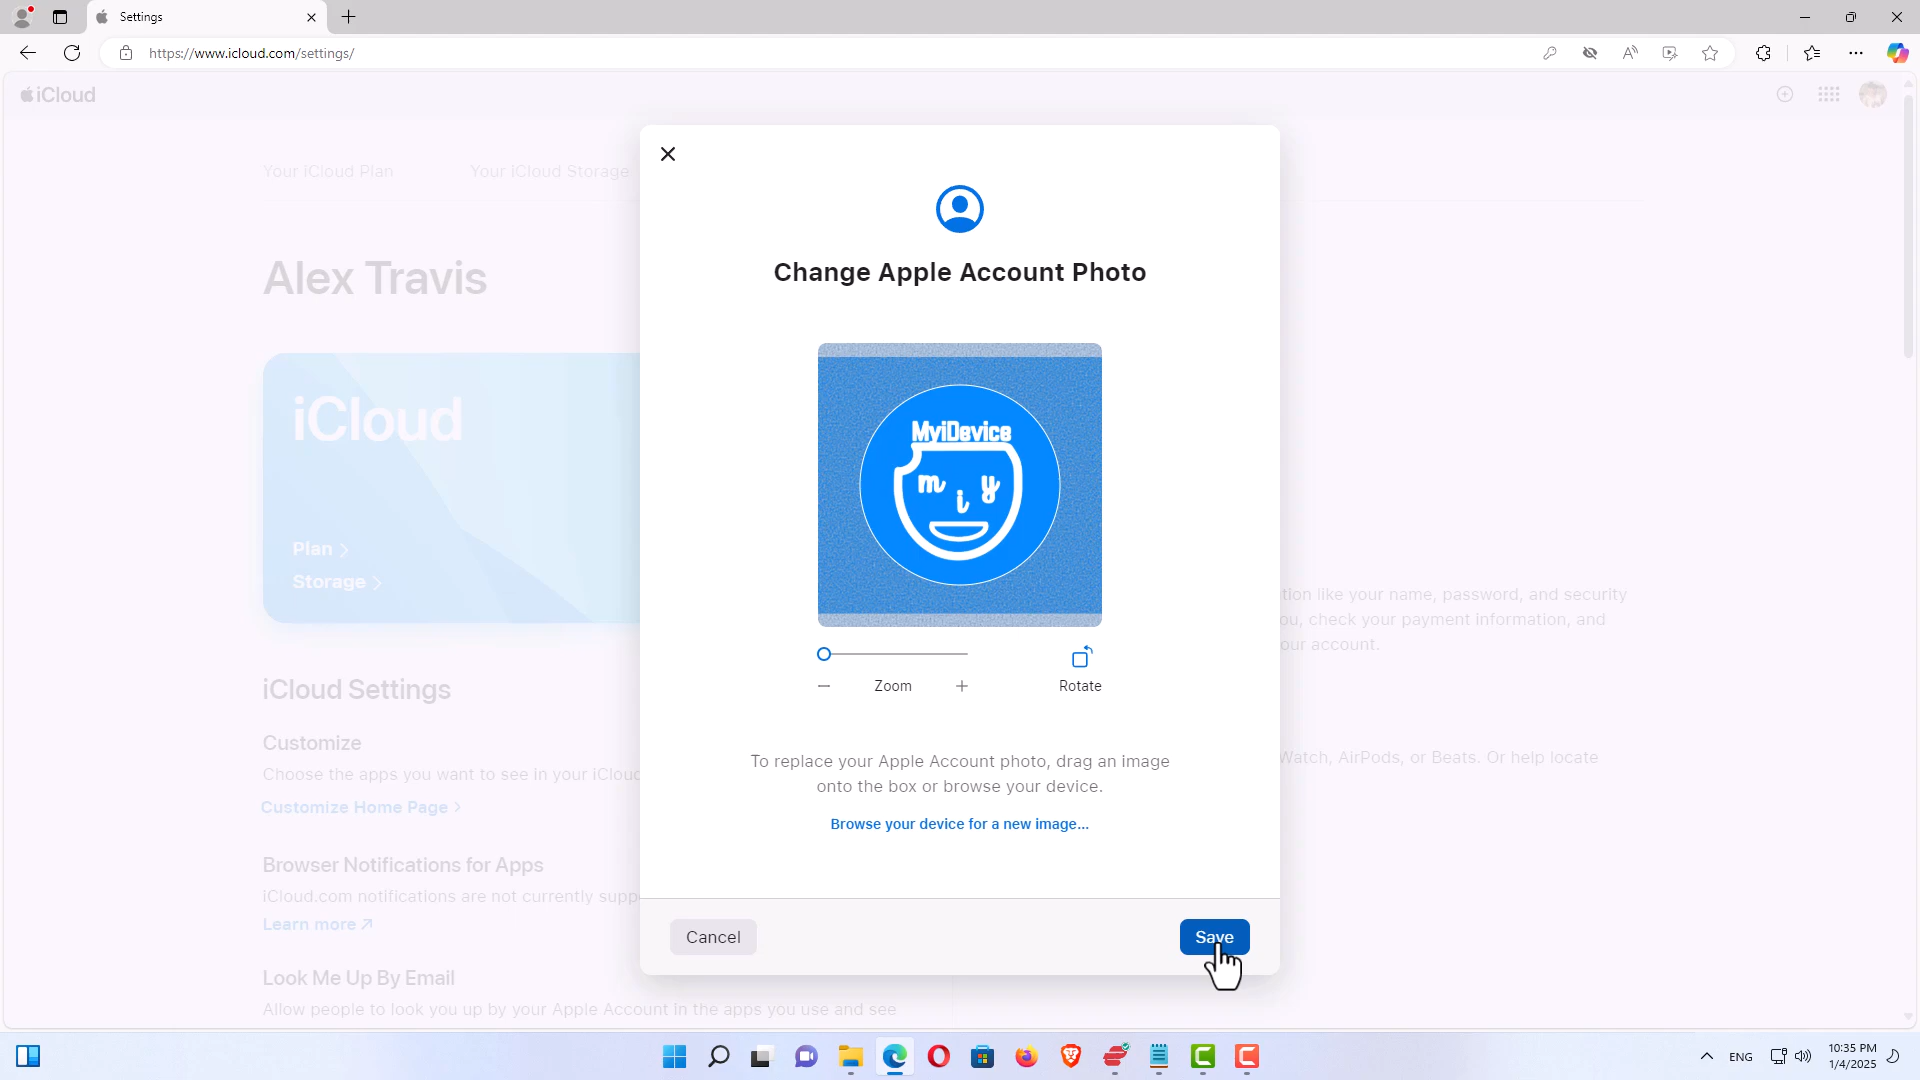 Settings
https://www.icloud.com/settings/
iCloud
Your iCloud Plan
Your iCloud Storage
Alex Travis
iCloud
Plan
Storage
iCloud Settings
Customize
Choose the apps you want to see in your iClou
Customize Home Page
Browser Notifications for Apps
iCloud.com notifications are not currently supp
Learn more
Look Me Up By Email
Allow people to look you up by your Apple Account in the apps you use and see
Change Apple Account Photo
MyiDevice
m i y
Zoom
Rotate
To replace your Apple Account photo, drag an image
onto the box or browse your device.
Browse your device for a new image...
Cancel
Save
tion like your name, password, and security
ou, check your payment information, and
our account.
Watch, AirPods, or Beats. Or help locate
ENG
10:35 PM
1/4/2025